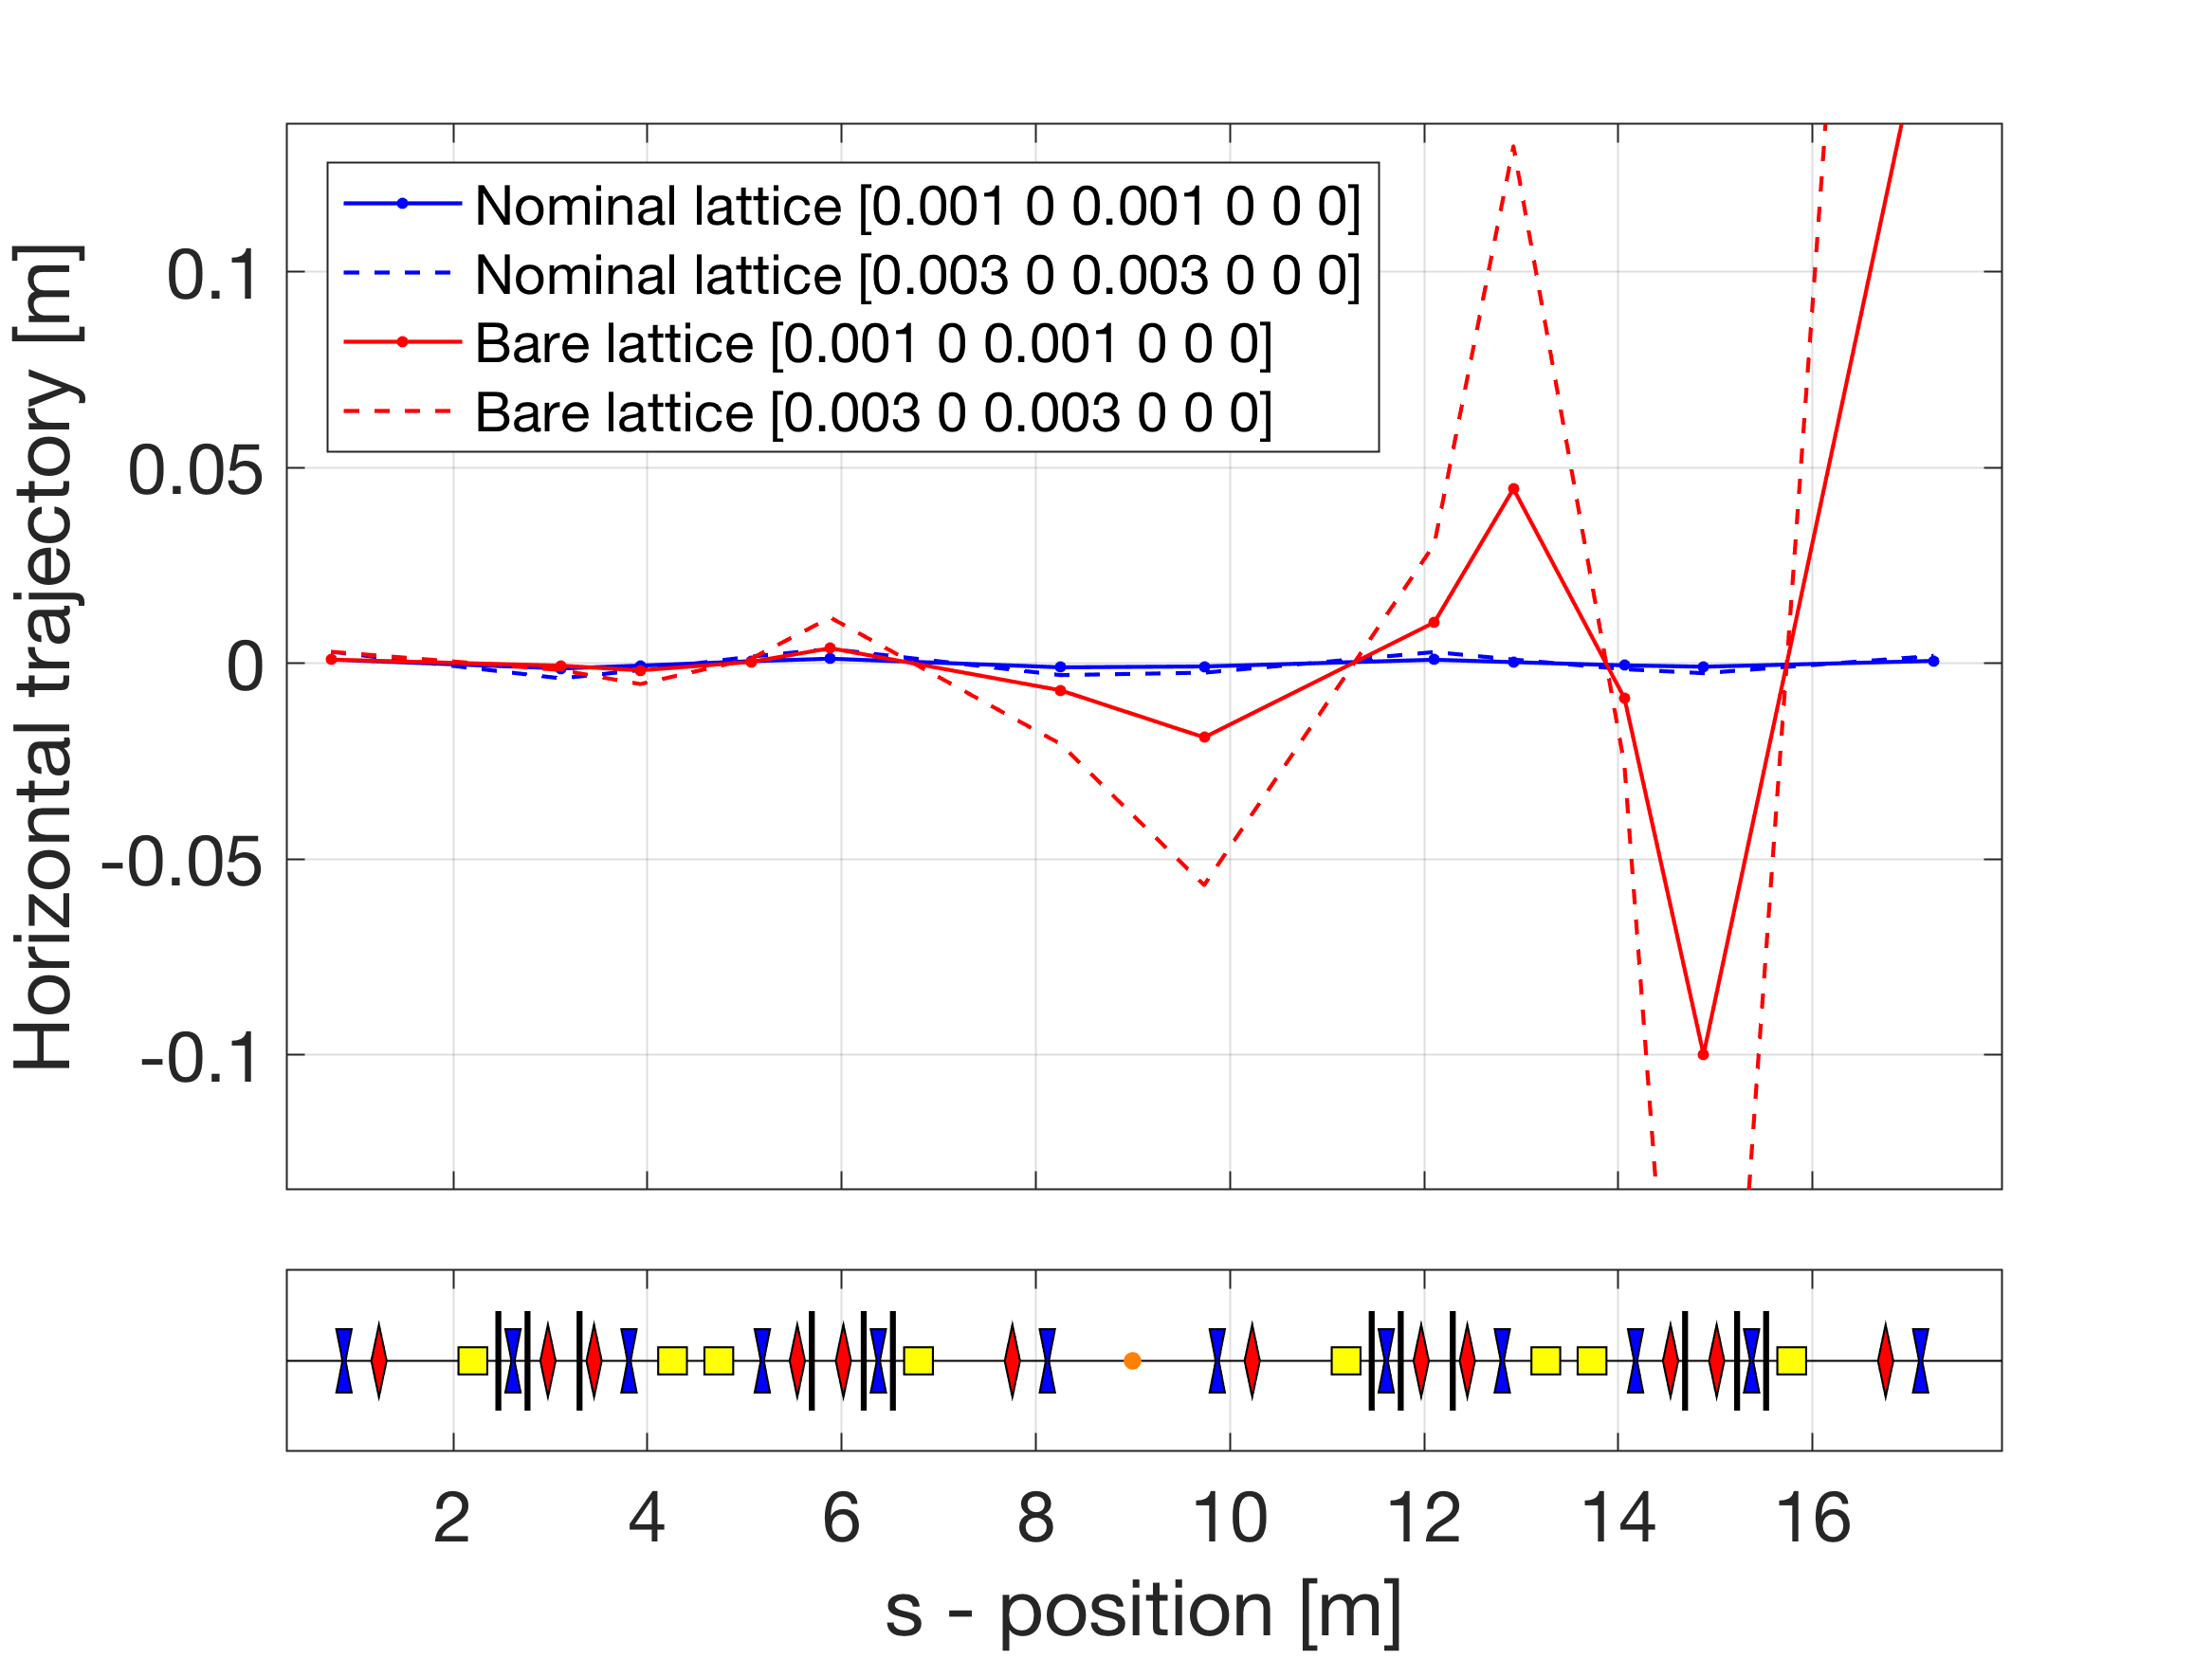 Horizontal trajectory [m]
0.1
0.05
0
-0.05
-0.1
Nominal lattice [0.001 0 0.001 0 0 0]
Nominal lattice [0.003 0 0.003 0 0 0]
Bare lattice [0.001 0 0.001 0 0 0]
Bare lattice [0.003 0 0.003 0 0 0]
2 4 6 8 10 12 14 16
s - position [m]